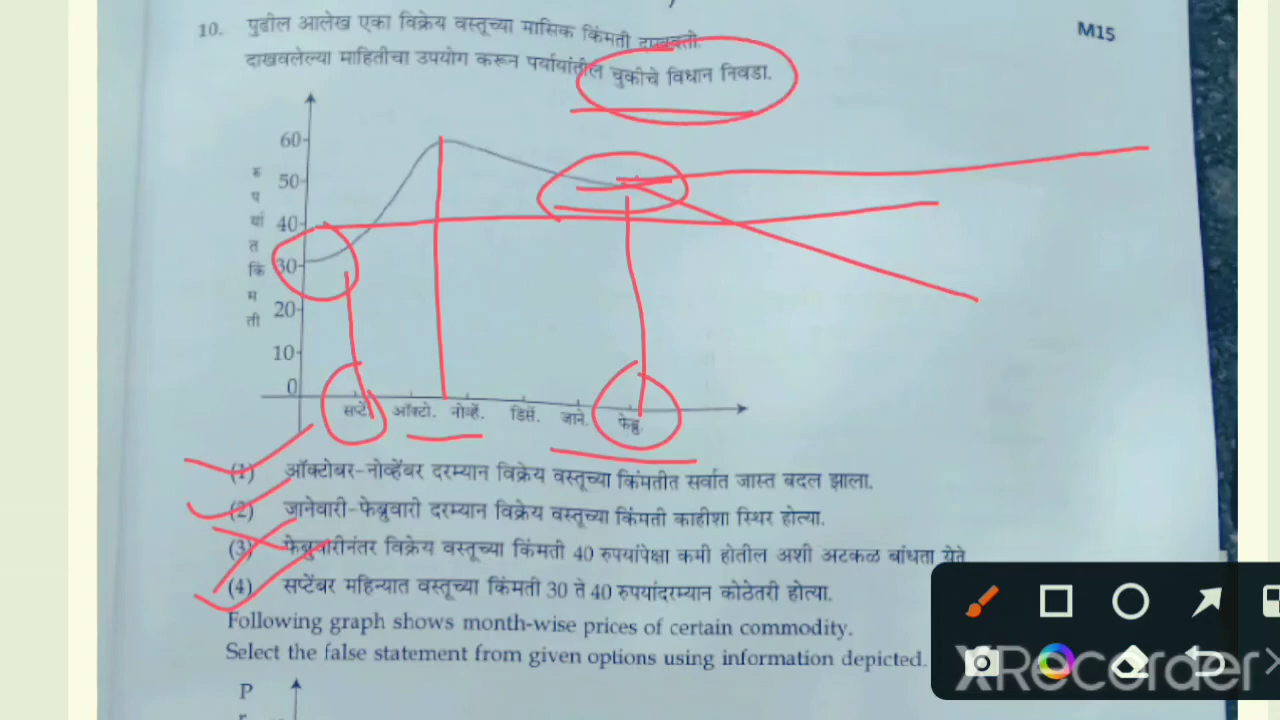 10. पुढील आलेख एका विक्रेय वस्तूच्या मासिक किंमती दाखवती.
M15
दाखवलेल्या माहितीचा उपयोग करून पर्यायांतील चुकीचे विधान निवडा.
60
50
40
30
20
10
0
रुपयांत किंमती
सप्टें. ऑक्टो. नोव्हें. डिसें. जाने. फेब्रु.
(1) ऑक्टोबर-नोव्हेंबर दरम्यान विक्रेय वस्तूच्या किंमतीत सर्वात जास्त बदल झाला.
(2) जानेवारी-फेब्रुवारी दरम्यान विक्रेय वस्तूच्या किंमती काहीशा स्थिर होत्या.
(3) फेब्रुवारीनंतर विक्रेय वस्तूच्या किंमती 40 रुपयांपेक्षा कमी होतील अशी अटकळ बांधता येते
(4) सप्टेंबर महिन्यात वस्तूच्या किंमती 30 ते 40 रुपयांदरम्यान कोठेतरी होत्या.
Following graph shows month-wise prices of certain commodity.
Select the false statement from given options using information depicted.
P
r
XRecorder